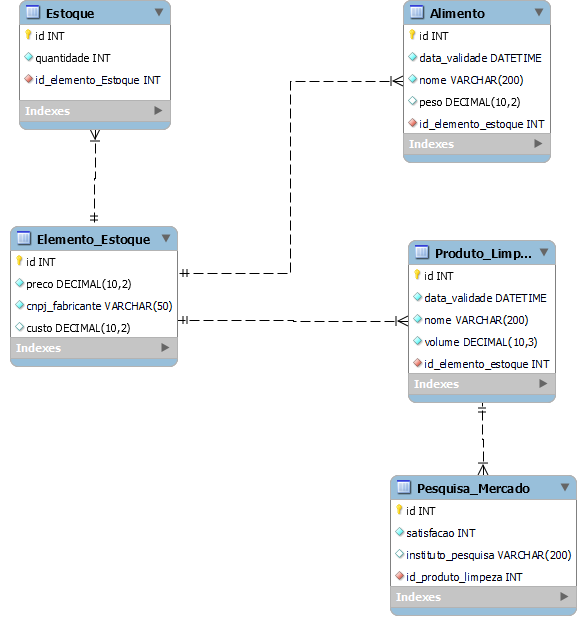 Estoque
id INT
quantidade INT
id_elemento_Estoque INT
Indexes
Alimento
id INT
data_validade DATETIME
nome VARCHAR(200)
peso DECIMAL(10,2)
id_elemento_estoque INT
Indexes
Elemento_Estoque
id INT
preco DECIMAL(10,2)
cnpj_fabricante VARCHAR(50)
custo DECIMAL(10,2)
Indexes
Produto_Limp...
id INT
data_validade DATETIME
nome VARCHAR(200)
volume DECIMAL(10,3)
id_elemento_estoque INT
Indexes
Pesquisa_Mercado
id INT
satisfacao INT
instituto_pesquisa VARCHAR(200)
id_produto_limpeza INT
Indexes